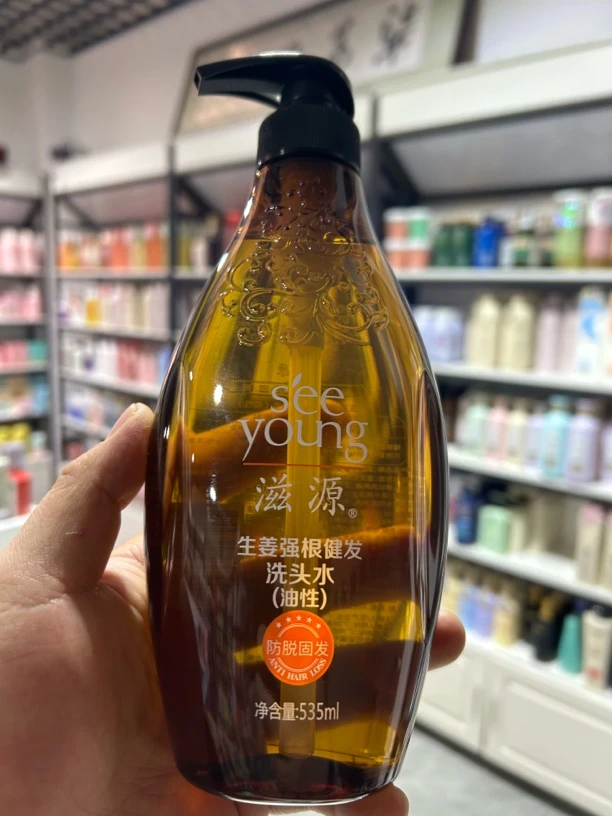 sée
young
滋源®
生姜强根健发
洗头水
(油性)
防脱固发
ANTI HAIR LOSS
净含量:535ml